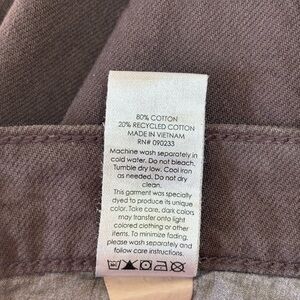 80% COTTON
20% RECYCLED COTTON
MADE IN VIETNAM
RN# 090233
Machine wash separately in
cold water. Do not bleach.
Tumble dry low. Cool iron
as needed. Do not dry
clean.
This garment was specially
dyed to produce its unique
color. Take care, dark colors
may transfer onto light
colored clothing or other
items. To minimize fading,
please wash separately and
follow care instructions.